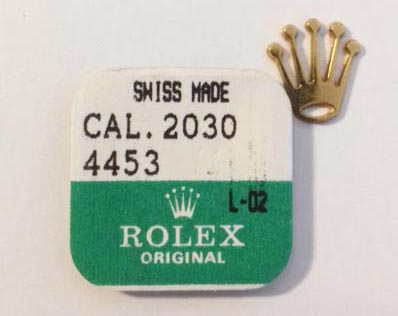 SWISS MADE
CAL. 2030
4453
L-02
ROLEX
ORIGINAL